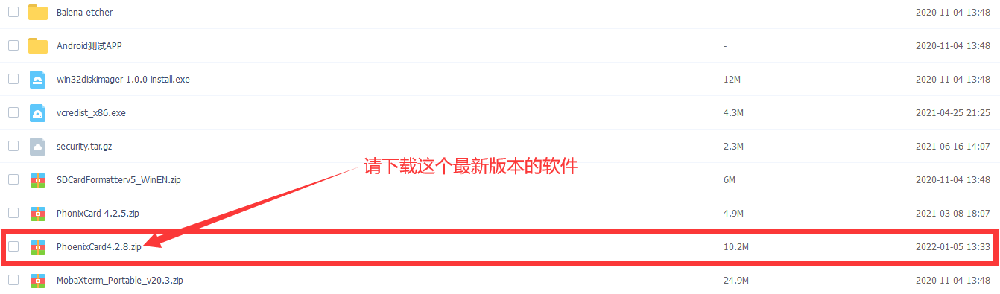 Balena-etcher - 2020-11-04 13:48
Android测试APP - 2020-11-04 13:48
win32diskimager-1.0.0-install.exe 12M 2020-11-04 13:48
vcredist_x86.exe 4.3M 2021-04-25 21:25
security.tar.gz 2.3M 2021-06-16 14:07
请下载这个最新版本的软件
SDCardFormatterv5_WinEN.zip 6M 2020-11-04 13:48
PhonixCard-4.2.5.zip 4.9M 2021-03-08 18:07
PhoenixCard4.2.8.zip 10.2M 2022-01-05 13:33
MobaXterm_Portable_v20.3.zip 24.9M 2020-11-04 13:48